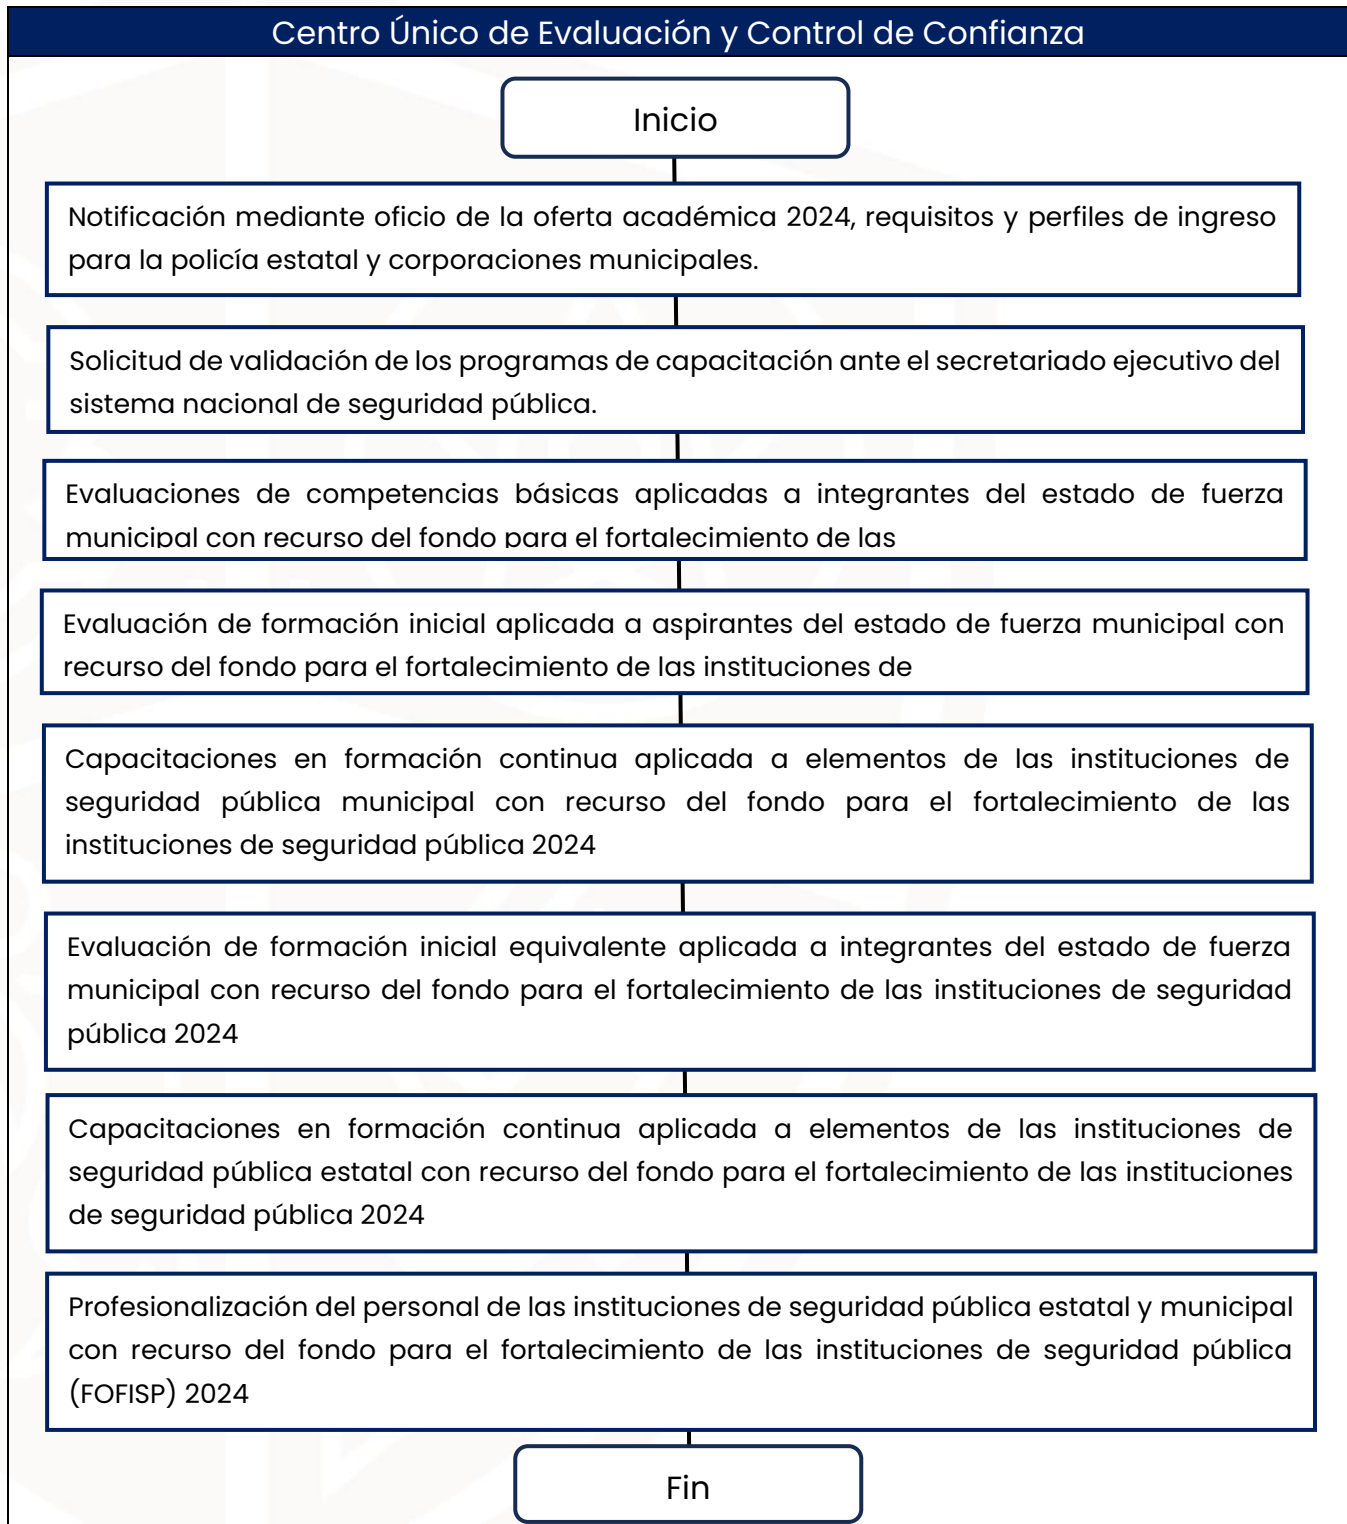 Centro Único de Evaluación y Control de Confianza
Inicio
Notificación mediante oficio de la oferta académica 2024, requisitos y perfiles de ingreso
para la policía estatal y corporaciones municipales.
Solicitud de validación de los programas de capacitación ante el secretariado ejecutivo del
sistema nacional de seguridad pública.
Evaluaciones de competencias básicas aplicadas a integrantes del estado de fuerza
municipal con recurso del fondo para el fortalecimiento de las
Evaluación de formación inicial aplicada a aspirantes del estado de fuerza municipal con
recurso del fondo para el fortalecimiento de las instituciones de
Capacitaciones en formación continua aplicada a elementos de las instituciones de
seguridad pública municipal con recurso del fondo para el fortalecimiento de las
instituciones de seguridad pública 2024
Evaluación de formación inicial equivalente aplicada a integrantes del estado de fuerza
municipal con recurso del fondo para el fortalecimiento de las instituciones de seguridad
pública 2024
Capacitaciones en formación continua aplicada a elementos de las instituciones de
seguridad pública estatal con recurso del fondo para el fortalecimiento de las instituciones
de seguridad pública 2024
Profesionalización del personal de las instituciones de seguridad pública estatal y municipal
con recurso del fondo para el fortalecimiento de las instituciones de seguridad pública
(FOFISP) 2024
Fin